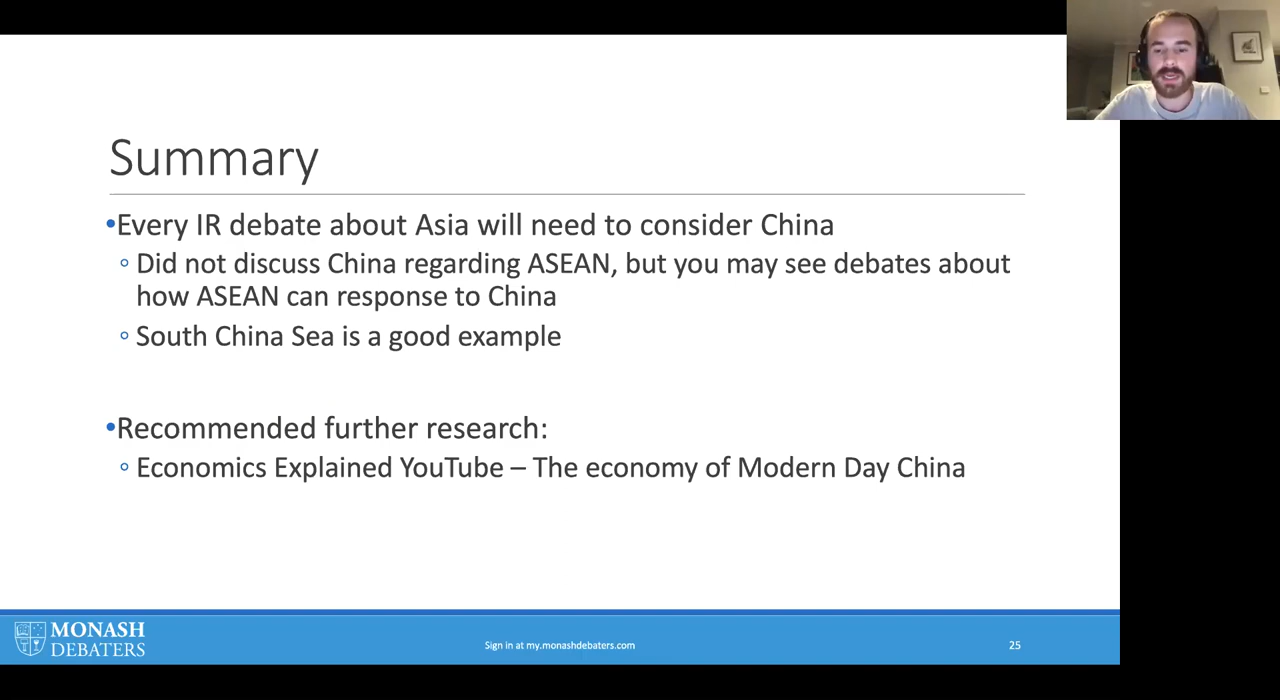 Summary
•Every IR debate about Asia will need to consider China
◦ Did not discuss China regarding ASEAN, but you may see debates about
how ASEAN can response to China
◦ South China Sea is a good example
•Recommended further research:
◦ Economics Explained YouTube – The economy of Modern Day China
MONASH
DEBATERS
Sign in at my.monashdebaters.com
25